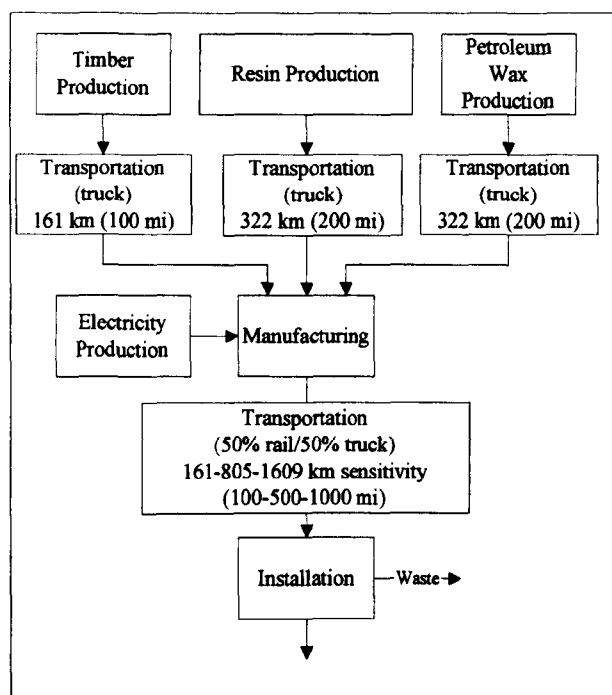 Timber
Production
Resin Production
Petroleum
Wax
Production
Transportation
(truck)
161 km (100 mi)
Transportation
(truck)
322 km (200 mi)
Transportation
(truck)
322 km (200 mi)
Electricity
Production
Manufacturing
Transportation
(50% rail/50% truck)
161-805-1609 km sensitivity
(100-500-1000 mi)
Installation
Waste